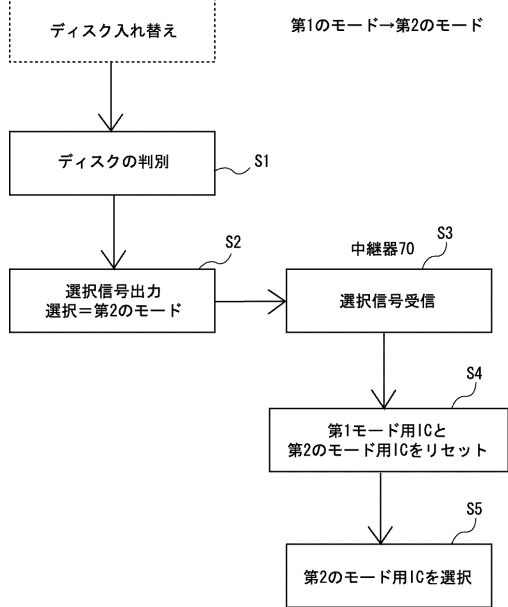 ディスク入れ替え
第1のモード→第2のモード
ディスクの判別
S1
S2
選択信号出力
選択＝第2のモード
中継器70
S3
選択信号受信
S4
第1モード用ICと
第2のモード用ICをリセット
S5
第2のモード用ICを選択